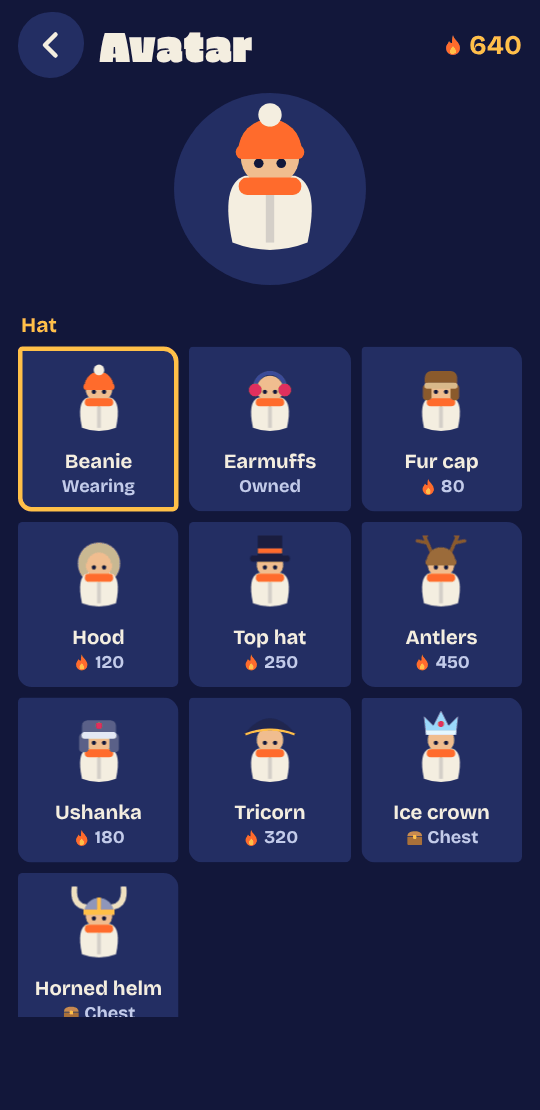 Avatar
640
Hat
Beanie
Wearing
Earmuffs
Owned
Fur cap
80
Hood
120
Top hat
250
Antlers
450
Ushanka
180
Tricorn
320
Ice crown
Chest
Horned helm
Chest